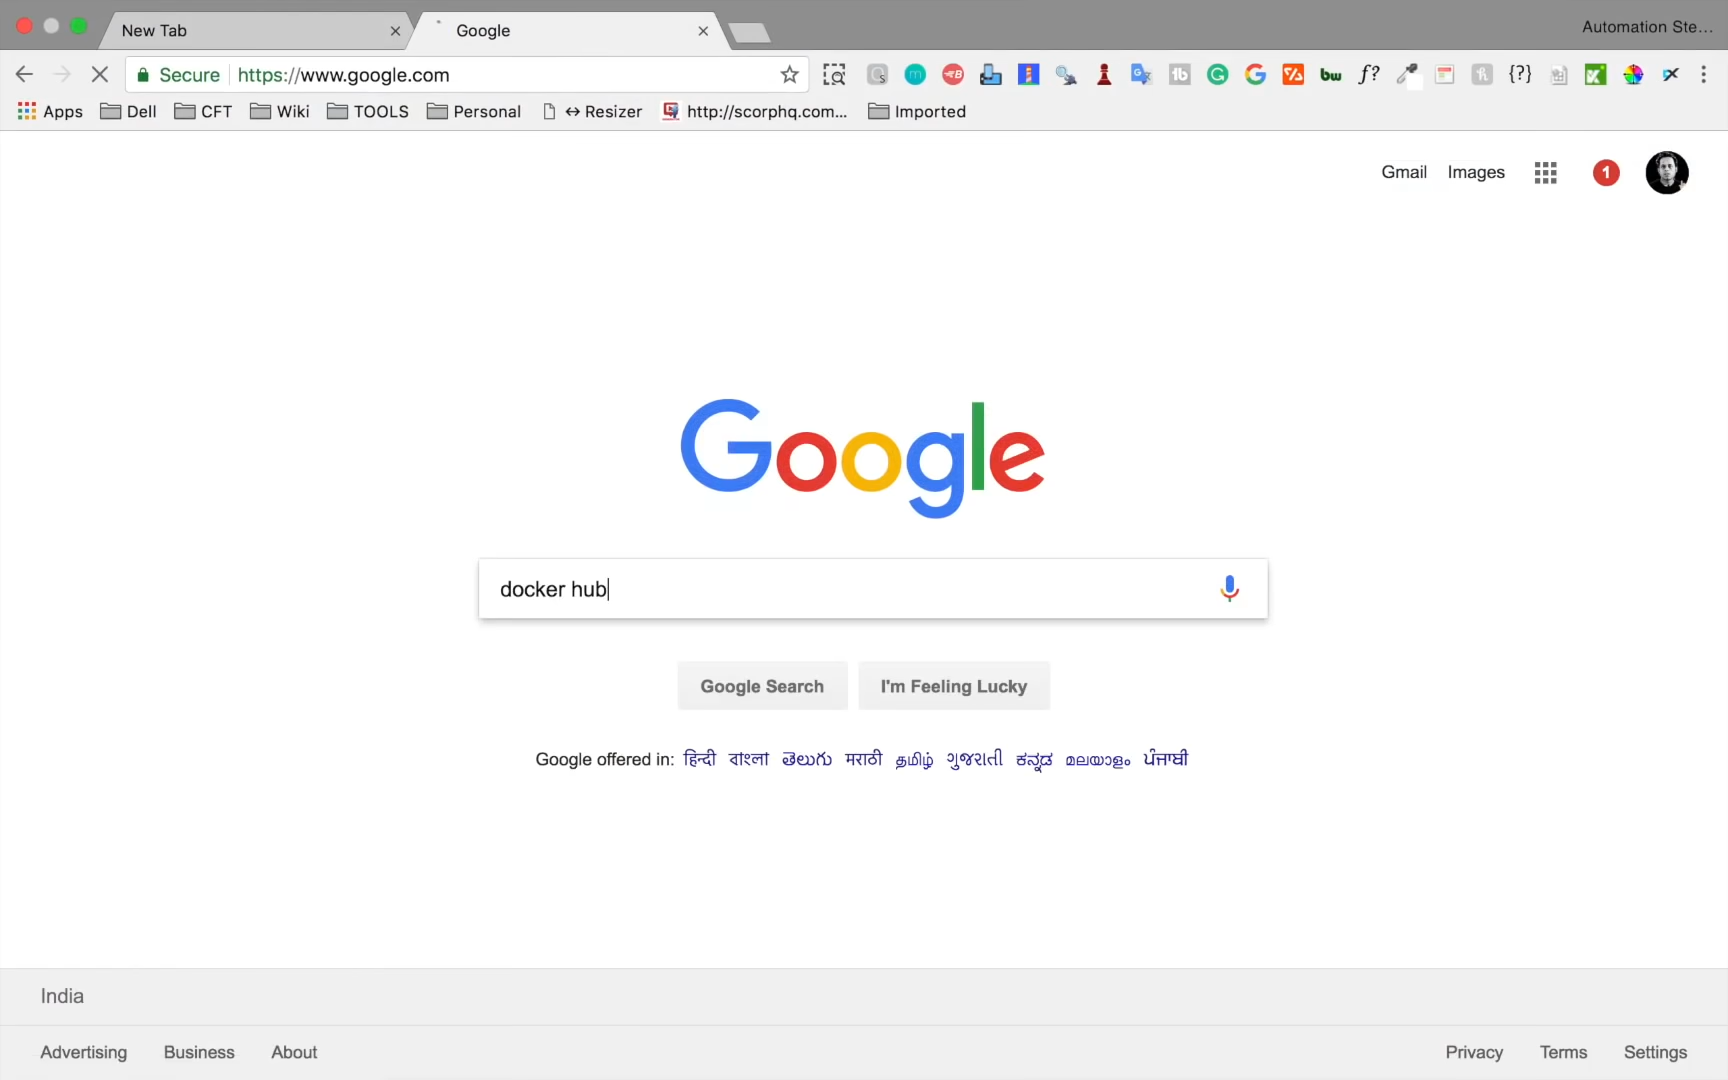 New Tab
Google
Automation Ste...
Secure
https://www.google.com
Apps
Dell
CFT
Wiki
TOOLS
Personal
↔ Resizer
http://scorphq.com...
Imported
Gmail
Images
1
Google
docker hub
Google Search
I'm Feeling Lucky
Google offered in: हिन्दी বাংলা తెలుగు मराठी தமிழ் ગુજરાતી ಕನ್ನಡ മലയാളം ਪੰਜਾਬੀ
India
Advertising
Business
About
Privacy
Terms
Settings